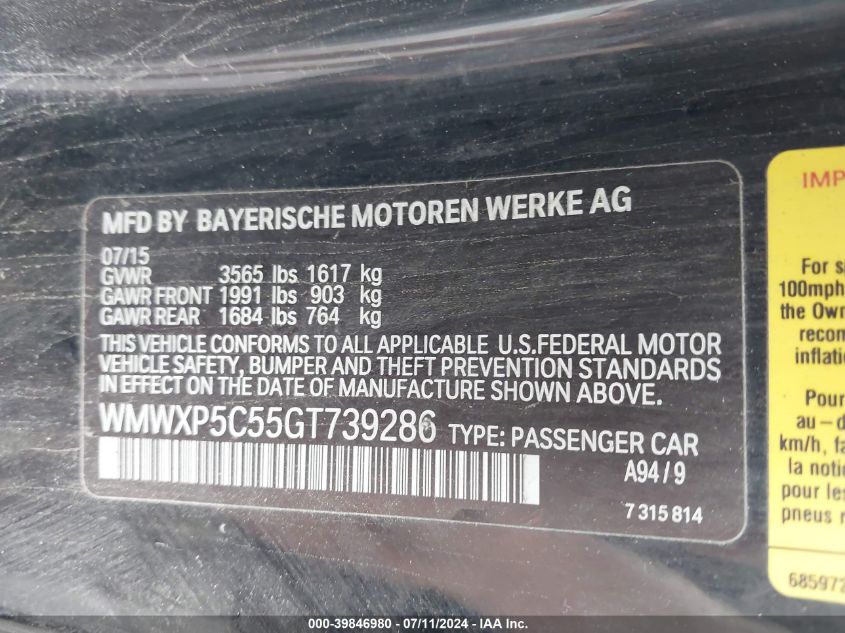 MFD BY BAYERISCHE MOTOREN WERKE AG
07/15
GVWR 3565 lbs 1617 kg
GAWR FRONT 1991 lbs 903 kg
GAWR REAR 1684 lbs 764 kg
THIS VEHICLE CONFORMS TO ALL APPLICABLE U.S.FEDERAL MOTOR
VEHICLE SAFETY, BUMPER AND THEFT PREVENTION STANDARDS
IN EFFECT ON THE DATE OF MANUFACTURE SHOWN ABOVE.
WMWXP5C55GT739286 TYPE: PASSENGER CAR
A94/9
7 315 814
IMP
For s
100mph
the Own
recom
inflati
Pour
au-d
km/h, fa
la notic
pour les
pneus r
685972
000-39846980 / 07/11/2024 - IAA Inc.